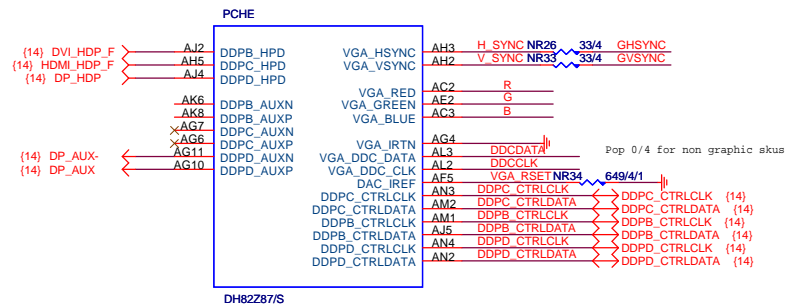 PCHE
{14} DVI_HDP_F AJ2 DDPB_HPD VGA_HSYNC AH3 H_SYNC NR26 33/4 GHSYNC
{14} HDMI_HDP_F AH5 DDPC_HPD VGA_VSYNC AH2 V_SYNC NR33 33/4 GVSYNC
{14} DP_HDP AJ4 DDPD_HPD
VGA_RED AC2 R
AK6 DDPB_AUXN VGA_GREEN AE2 G
AK8 DDPB_AUXP VGA_BLUE AC3 B
AG7 DDPC_AUXN
AG6 DDPC_AUXP VGA_IRTN AG4
{14} DP_AUX- AG11 DDPD_AUXN VGA_DDC_DATA AL3 DDCDATA Pop 0/4 for non graphic skus
{14} DP_AUX AG10 DDPD_AUXP VGA_DDC_CLK AL2 DDCCLK
DAC_IREF AF5 VGA_RSET NR34 649/4/1
DDPC_CTRLCLK AN3 DDPC_CTRLCLK DDPC_CTRLCLK {14}
DDPC_CTRLDATA AM2 DDPC_CTRLDATA DDPC_CTRLDATA {14}
DDPB_CTRLCLK AM1 DDPB_CTRLCLK DDPB_CTRLCLK {14}
DDPB_CTRLDATA AJ5 DDPB_CTRLDATA DDPB_CTRLDATA {14}
DDPD_CTRLCLK AN4 DDPD_CTRLCLK DDPD_CTRLCLK {14}
DDPD_CTRLDATA AN2 DDPD_CTRLDATA DDPD_CTRLDATA {14}
DH82Z87/S